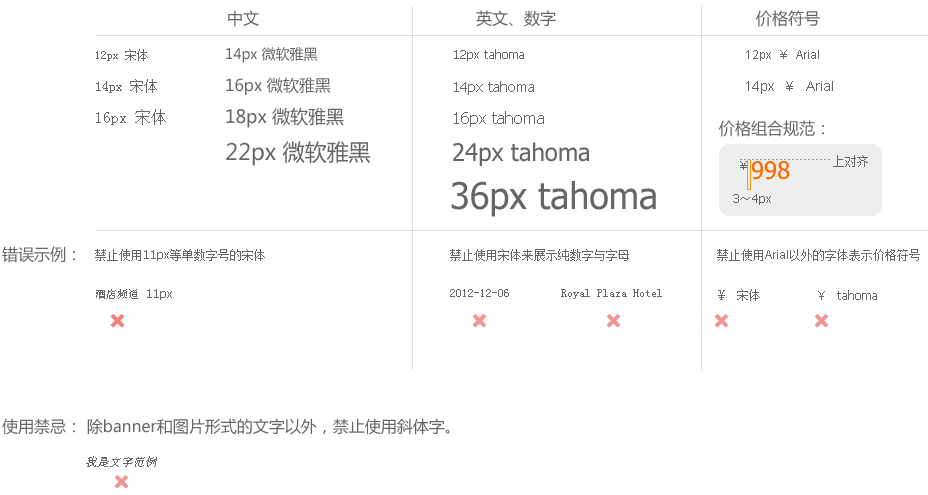 中文 英文、数字 价格符号
12px 宋体 14px 微软雅黑 12px tahoma 12px ¥ Arial
14px 宋体 16px 微软雅黑 14px tahoma 14px ¥ Arial
16px 宋体 18px 微软雅黑 16px tahoma
价格组合规范：
22px 微软雅黑 24px tahoma
¥998 上对齐
36px tahoma
3~4px
错误示例： 禁止使用11px等单数字号的宋体 禁止使用宋体来展示纯数字与字母 禁止使用Arial以外的字体表示价格符号
酒店频道 11px 2012-12-06 Royal Plaza Hotel ¥ 宋体 ¥ tahoma
使用禁忌： 除banner和图片形式的文字以外，禁止使用斜体字。
我是文字范例